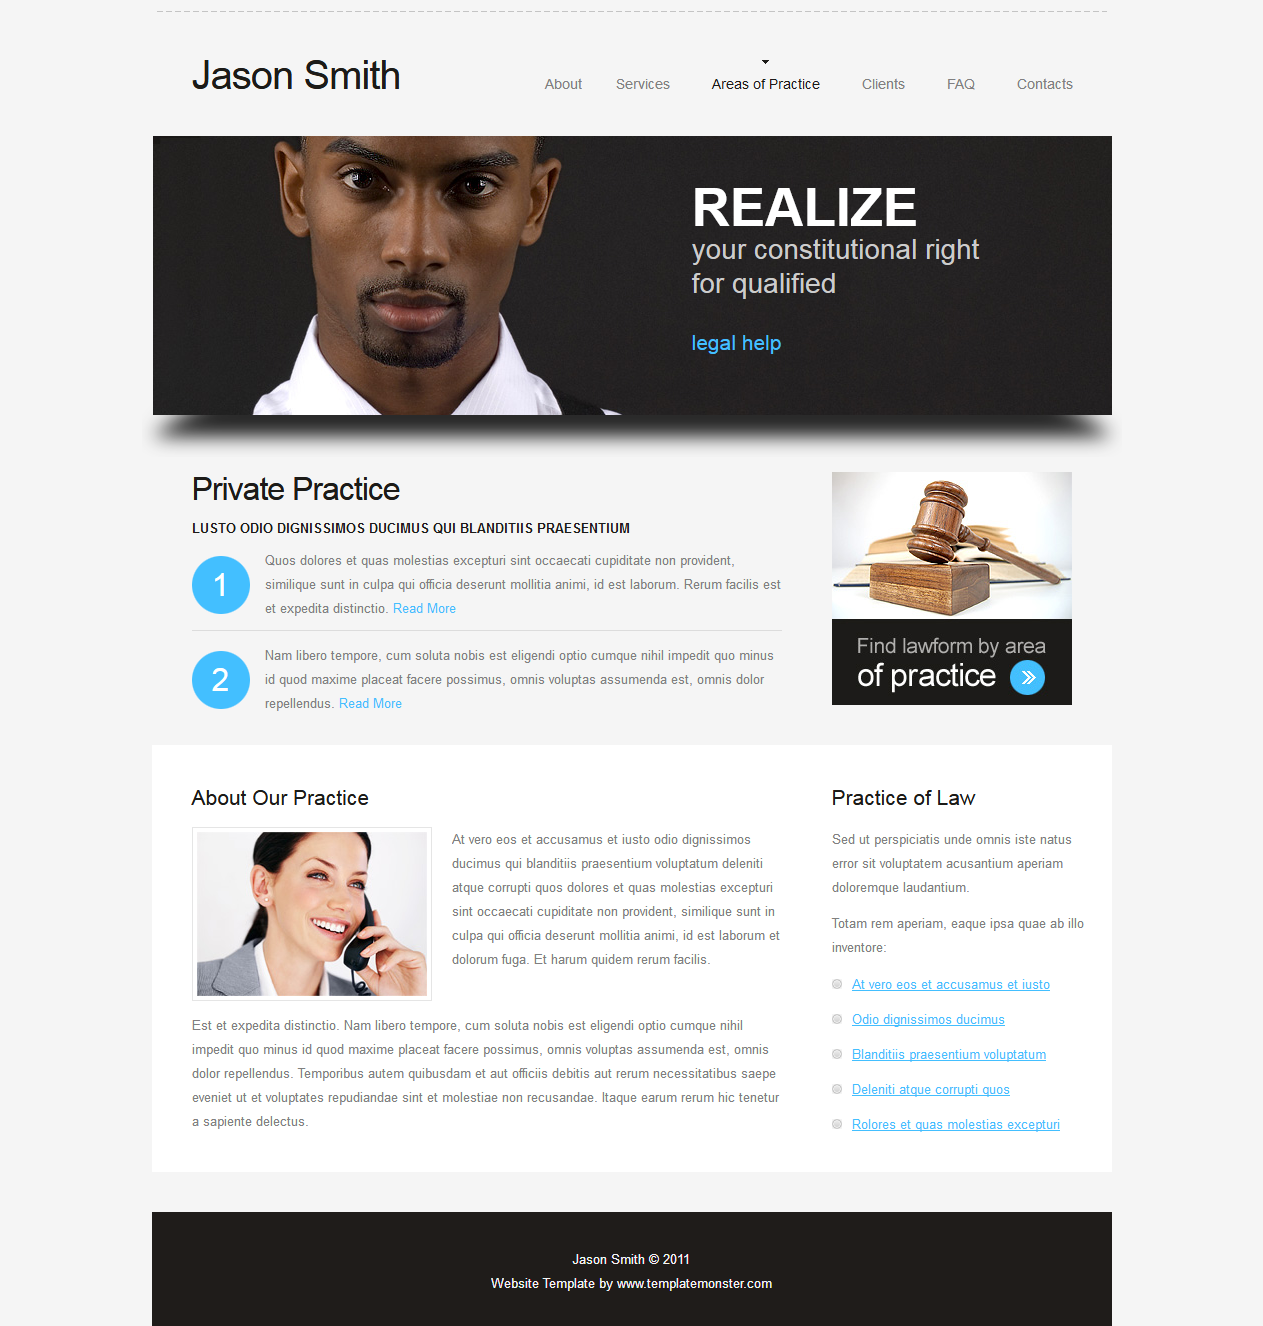 Jason Smith
About Services Areas of Practice Clients FAQ Contacts
REALIZE
your constitutional right
for qualified
legal help
Private Practice
LUSTO ODIO DIGNISSIMOS DUCIMUS QUI BLANDITIIS PRAESENTIUM
1
Quos dolores et quas molestias excepturi sint occaecati cupiditate non provident,
similique sunt in culpa qui officia deserunt mollitia animi, id est laborum. Rerum facilis est
et expedita distinctio. Read More
2
Nam libero tempore, cum soluta nobis est eligendi optio cumque nihil impedit quo minus
id quod maxime placeat facere possimus, omnis voluptas assumenda est, omnis dolor
repellendus. Read More
Find lawform by area
of practice
About Our Practice
At vero eos et accusamus et iusto odio dignissimos
ducimus qui blanditiis praesentium voluptatum deleniti
atque corrupti quos dolores et quas molestias excepturi
sint occaecati cupiditate non provident, similique sunt in
culpa qui officia deserunt mollitia animi, id est laborum et
dolorum fuga. Et harum quidem rerum facilis.
Est et expedita distinctio. Nam libero tempore, cum soluta nobis est eligendi optio cumque nihil
impedit quo minus id quod maxime placeat facere possimus, omnis voluptas assumenda est, omnis
dolor repellendus. Temporibus autem quibusdam et aut officiis debitis aut rerum necessitatibus saepe
eveniet ut et voluptates repudiandae sint et molestiae non recusandae. Itaque earum rerum hic tenetur
a sapiente delectus.
Practice of Law
Sed ut perspiciatis unde omnis iste natus
error sit voluptatem acusantium aperiam
doloremque laudantium.
Totam rem aperiam, eaque ipsa quae ab illo
inventore:
At vero eos et accusamus et iusto
Odio dignissimos ducimus
Blanditiis praesentium voluptatum
Deleniti atque corrupti quos
Rolores et quas molestias excepturi
Jason Smith © 2011
Website Template by www.templatemonster.com